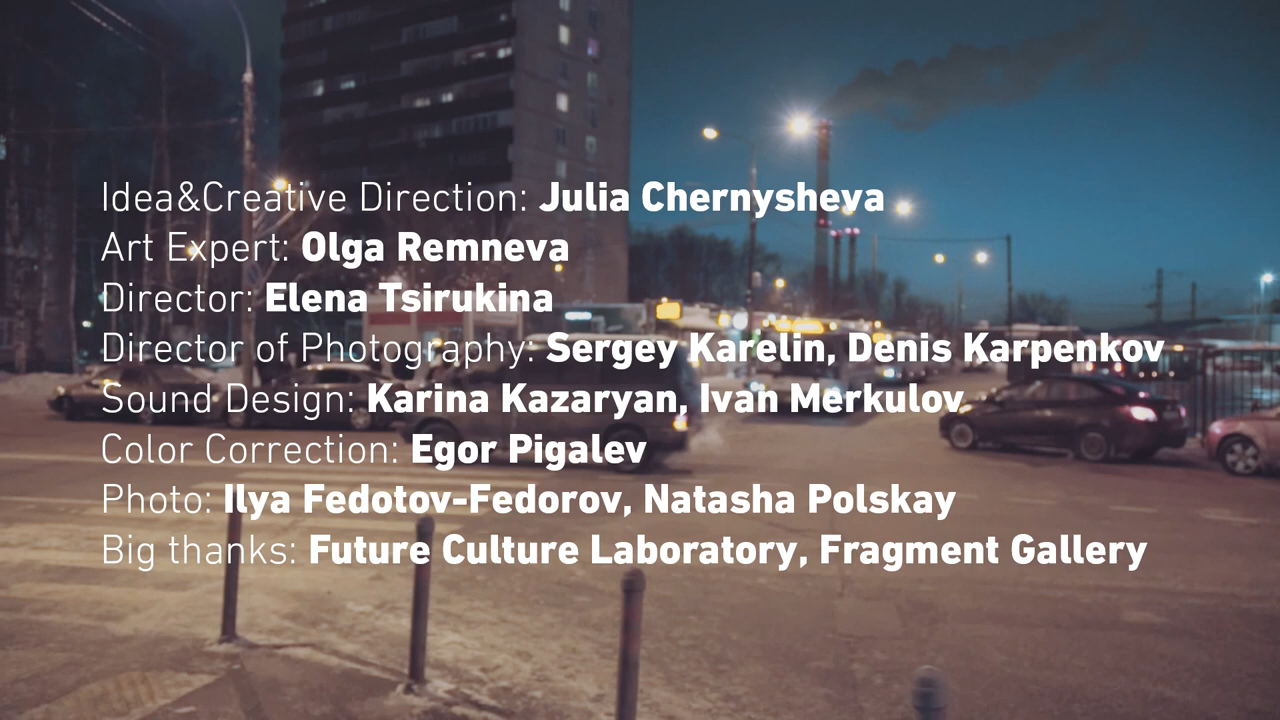 Idea&Creative Direction: Julia Chernysheva
Art Expert: Olga Remneva
Director: Elena Tsirukina
Director of Photography: Sergey Karelin, Denis Karpenkov
Sound Design: Karina Kazaryan, Ivan Merkulov
Color Correction: Egor Pigalev
Photo: Ilya Fedotov-Fedorov, Natasha Polskay
Big thanks: Future Culture Laboratory, Fragment Gallery